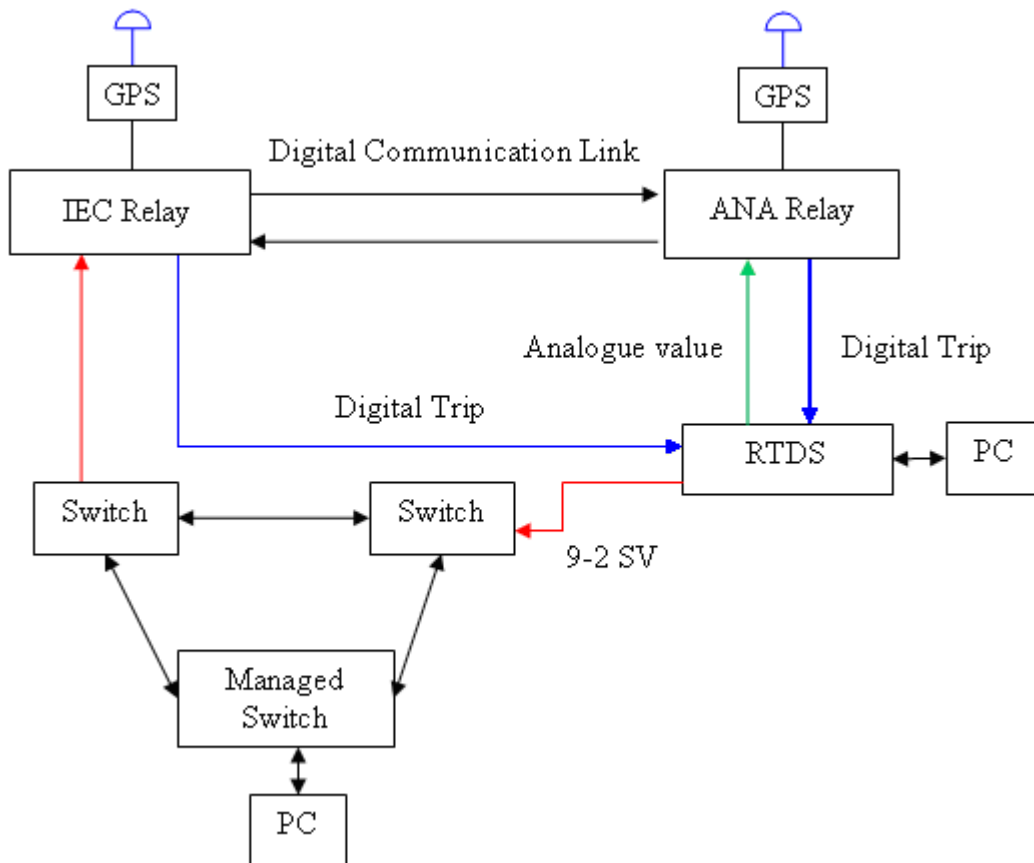 GPS
GPS
Digital Communication Link
IEC Relay
ANA Relay
Analogue value
Digital Trip
Digital Trip
RTDS
PC
Switch
Switch
9-2 SV
Managed
Switch
PC